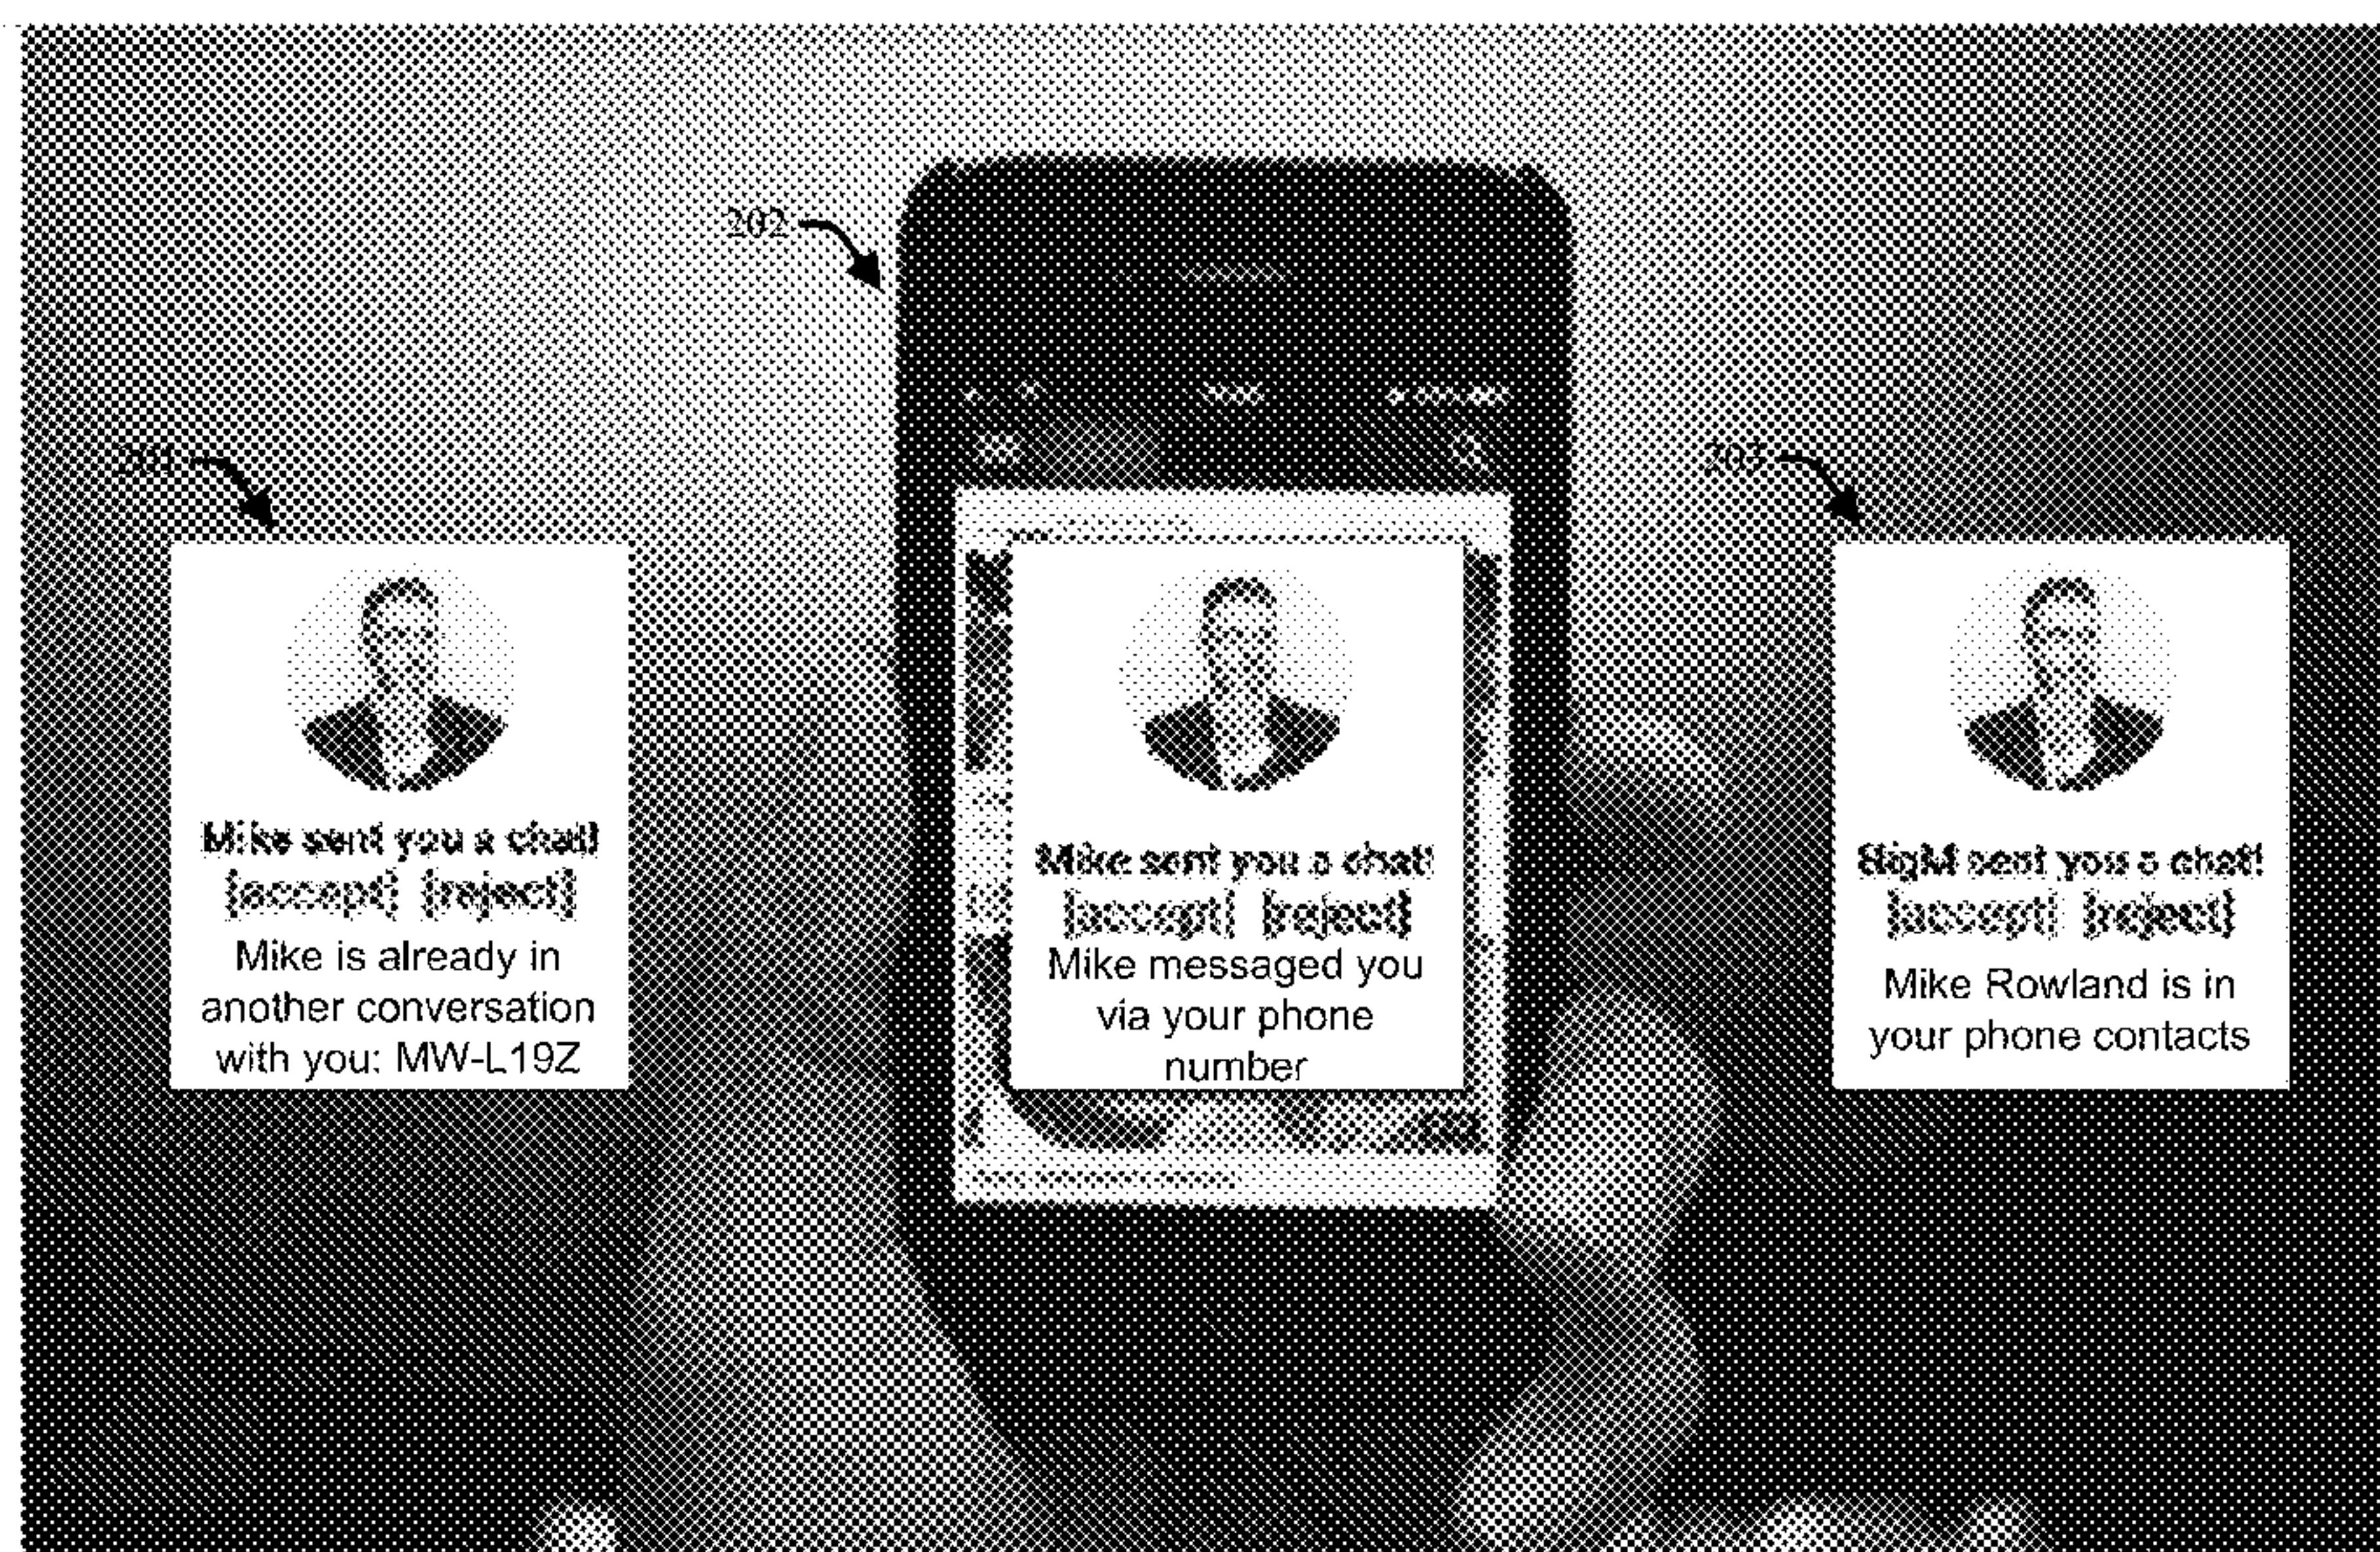 202
201
203
Mike sent you a chat!
[accept] [reject]
Mike is already in
another conversation
with you: MW-L19Z
Mike sent you a chat!
[accept] [reject]
Mike messaged you
via your phone
number
BigM sent you a chat!
[accept] [reject]
Mike Rowland is in
your phone contacts